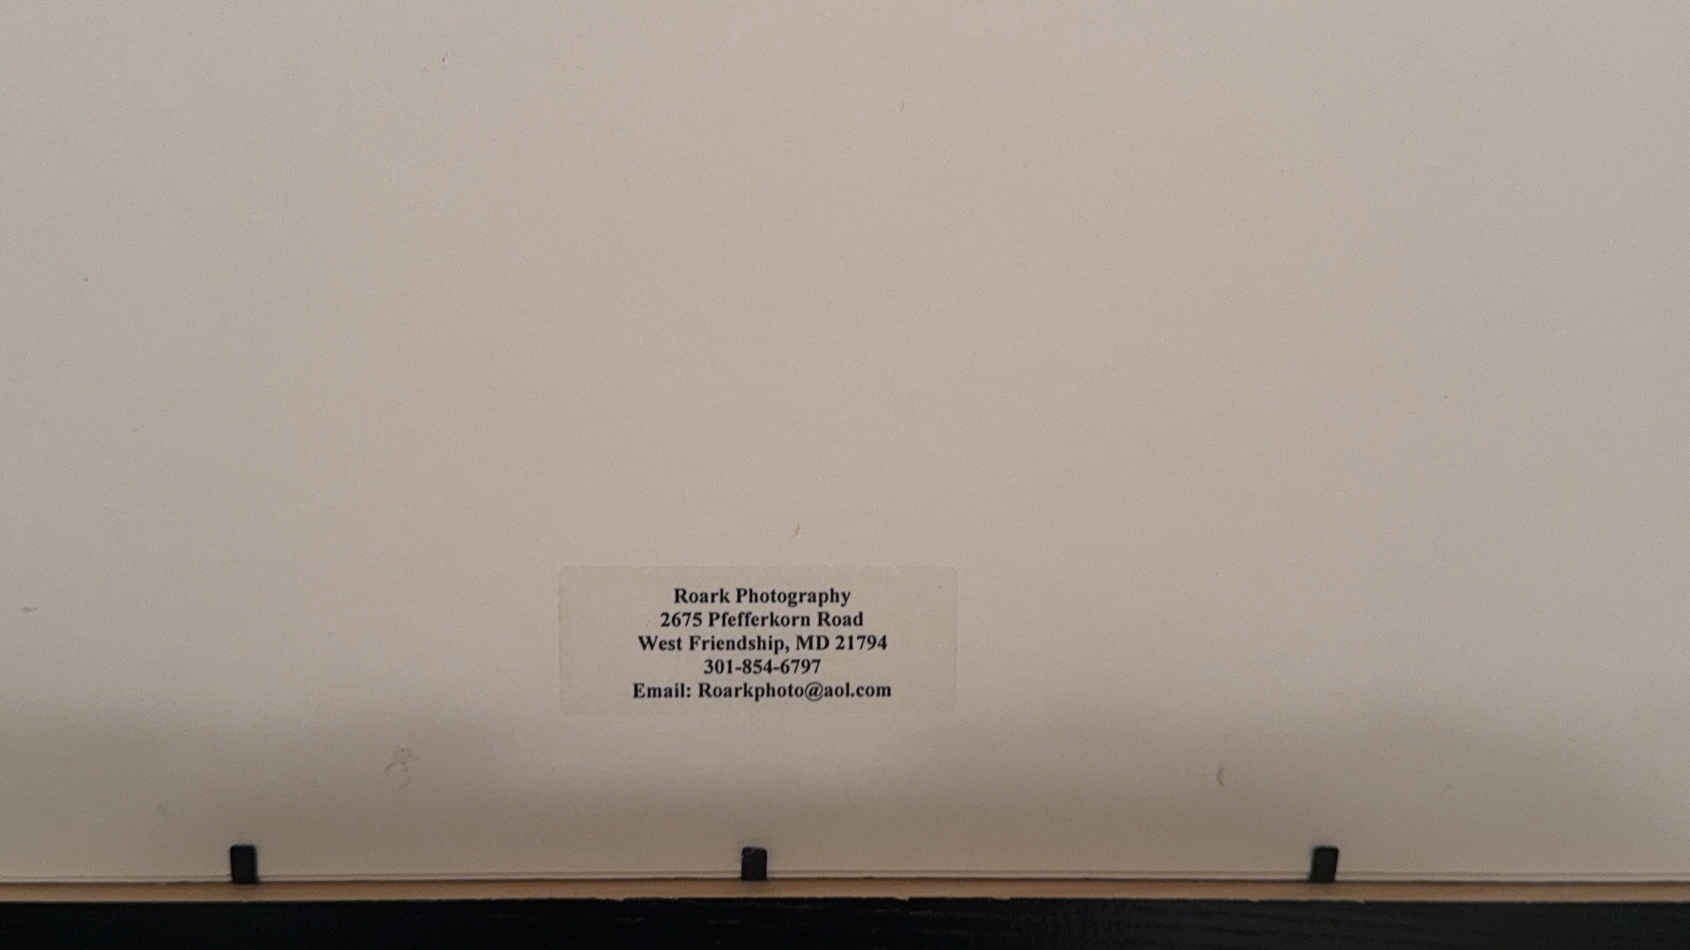 Roark Photography
2675 Pfefferkorn Road
West Friendship, MD 21794
301-854-6797
Email: Roarkphoto@aol.com